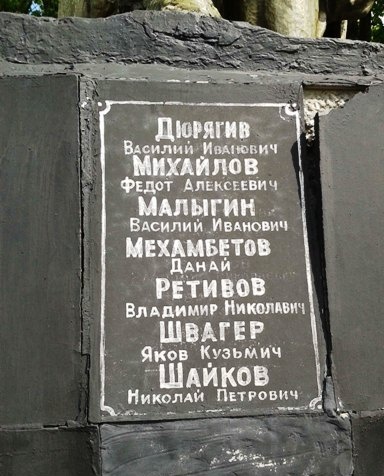 ДЮРЯГИВ
ВАСИЛИЙ ИВАНОВИЧ
МИХАЙЛОВ
ФЕДОТ АЛЕКСЕЕВИЧ
МАЛЫГИН
ВАСИЛИЙ ИВАНОВИЧ
МЕХАМБЕТОВ
ДАНАЙ
РЕТИВОВ
ВЛАДИМИР НИКОЛАВИЧ
ШВАГЕР
ЯКОВ КУЗЬМИЧ
ШАЙКОВ
НИКОЛАЙ ПЕТРОВИЧ